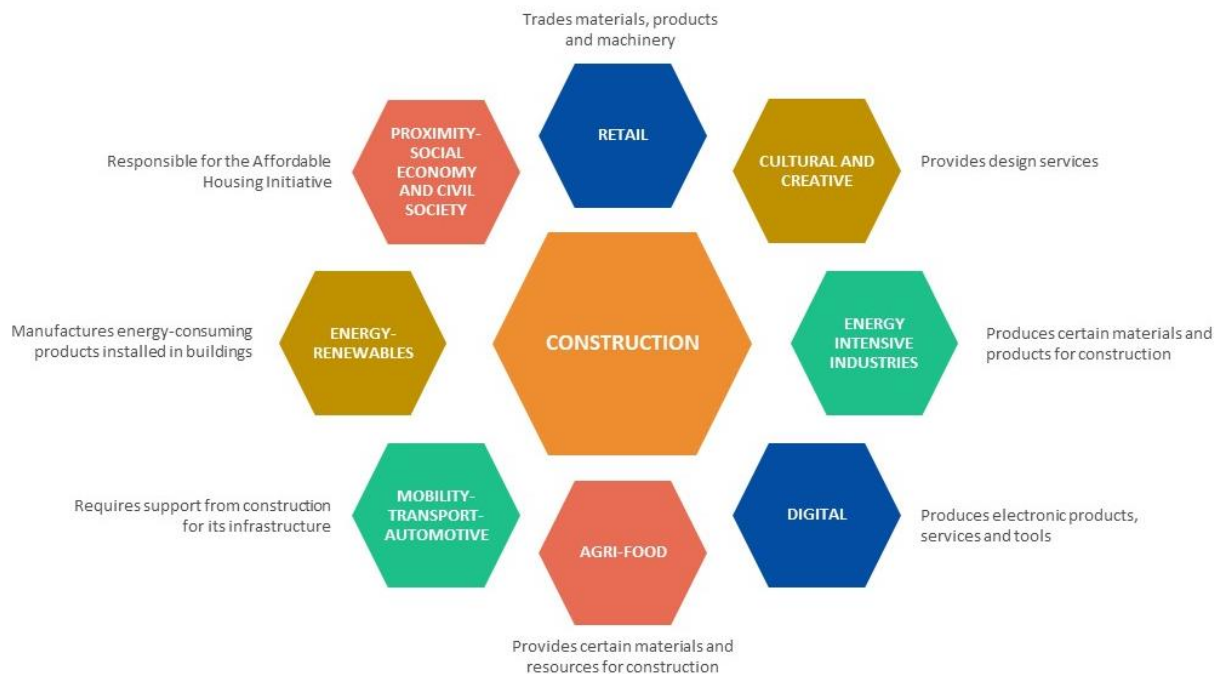 Trades materials, products
and machinery
RETAIL
PROXIMITY-
SOCIAL
ECONOMY
AND CIVIL
SOCIETY
Responsible for the Affordable
Housing Initiative
CULTURAL AND
CREATIVE
Provides design services
ENERGY-
RENEWABLES
Manufactures energy-consuming
products installed in buildings
CONSTRUCTION
ENERGY
INTENSIVE
INDUSTRIES
Produces certain materials and
products for construction
MOBILITY-
TRANSPORT-
AUTOMOTIVE
Requires support from construction
for its infrastructure
DIGITAL
Produces electronic products,
services and tools
AGRI-FOOD
Provides certain materials and
resources for construction